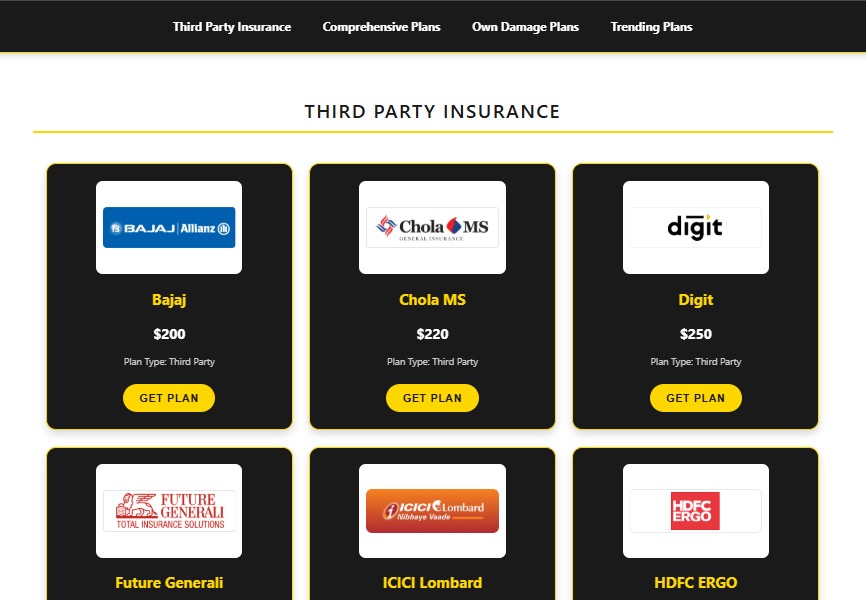 Third Party Insurance Comprehensive Plans Own Damage Plans Trending Plans
THIRD PARTY INSURANCE
BAJAJ | Allianz
Chola MS
GENERAL INSURANCE
digit
Bajaj
Chola MS
Digit
$200
$220
$250
Plan Type: Third Party
Plan Type: Third Party
Plan Type: Third Party
GET PLAN
GET PLAN
GET PLAN
FUTURE
GENERALI
TOTAL INSURANCE SOLUTIONS
ICICI Lombard
Nibhaye Vaade
HDFC
ERGO
Future Generali
ICICI Lombard
HDFC ERGO